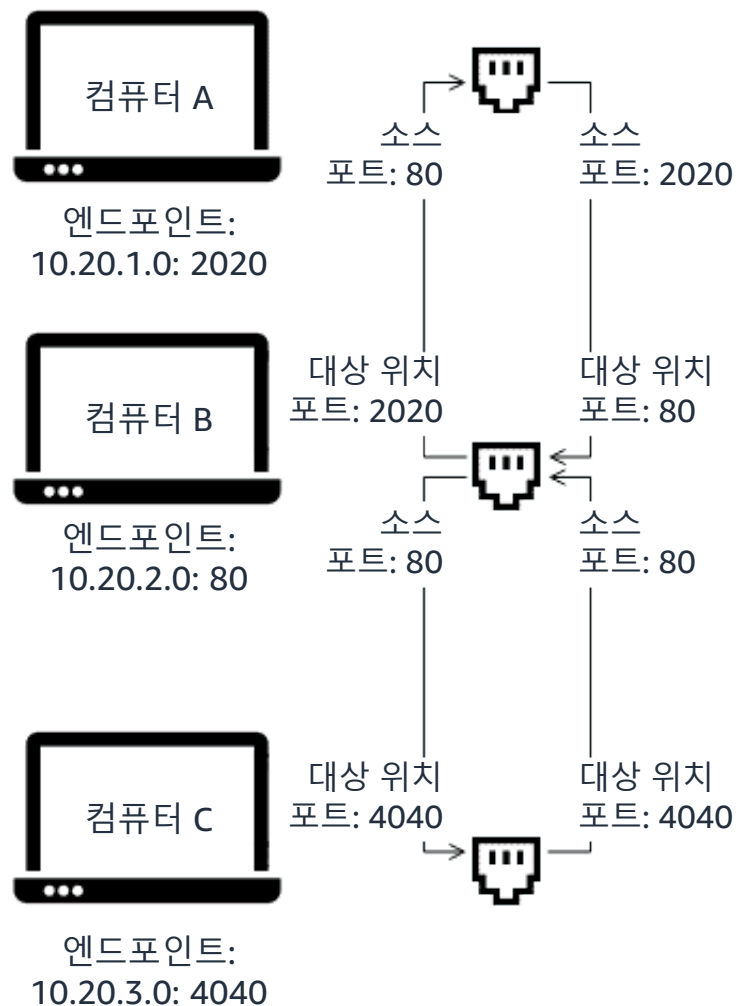 컴퓨터 A
엔드포인트:
10.20.1.0: 2020
소스
포트: 80
소스
포트: 2020
대상 위치
포트: 2020
대상 위치
포트: 80
컴퓨터 B
엔드포인트:
10.20.2.0: 80
소스
포트: 80
소스
포트: 80
대상 위치
포트: 4040
대상 위치
포트: 4040
컴퓨터 C
엔드포인트:
10.20.3.0: 4040